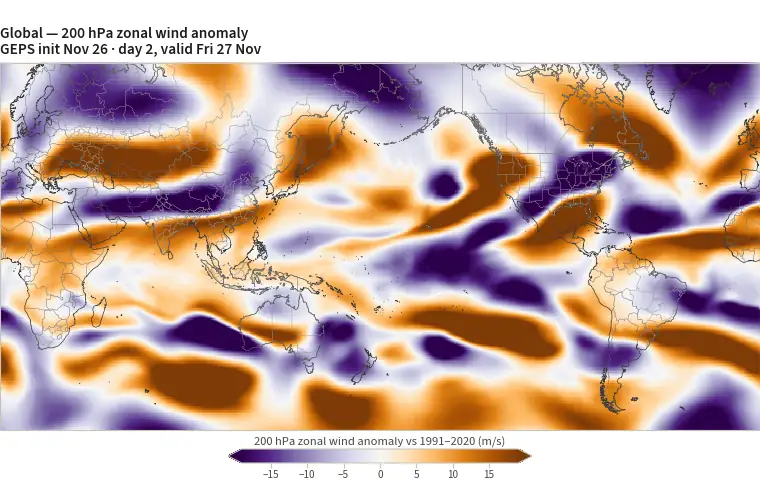 Global — 200 hPa zonal wind anomaly
GEPS init Nov 26 · day 2, valid Fri 27 Nov
200 hPa zonal wind anomaly vs 1991–2020 (m/s)
−15 −10 −5 0 5 10 15